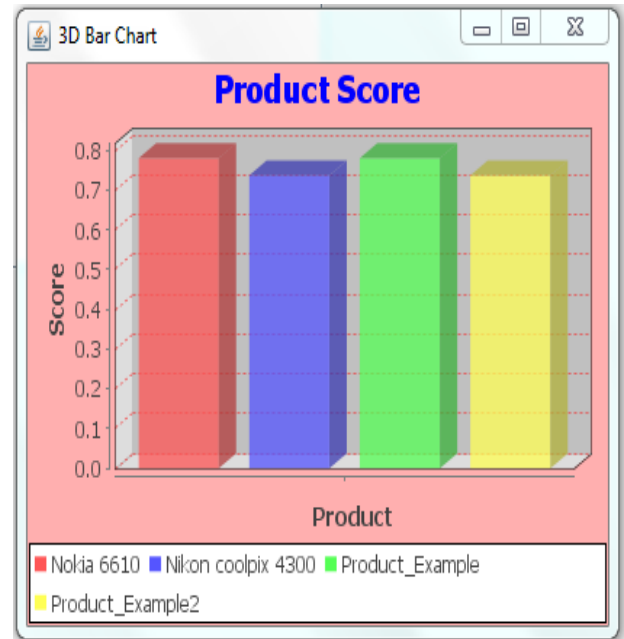 3D Bar Chart
Product Score
0.8
0.7
0.6
0.5
0.4
0.3
0.2
0.1
0.0
Score
Product
Nokia 6610 Nikon coolpix 4300 Product_Example
Product_Example2